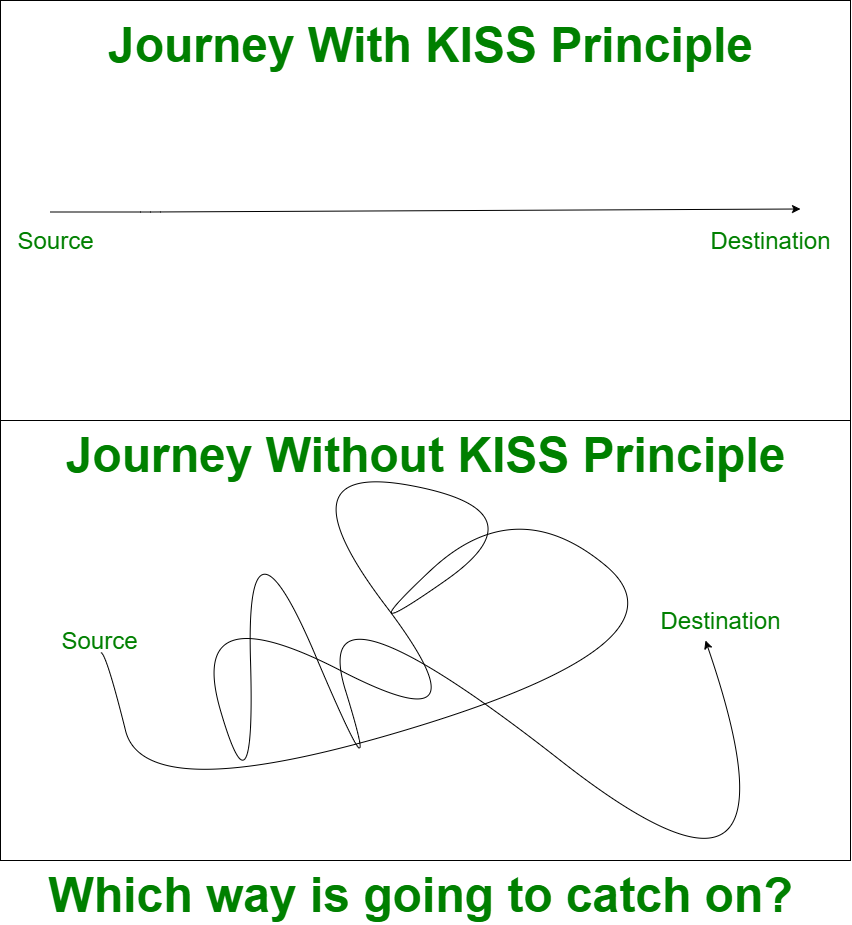 Journey With KISS Principle
Source
Destination
Journey Without KISS Principle
Destination
Source
Which way is going to catch on?